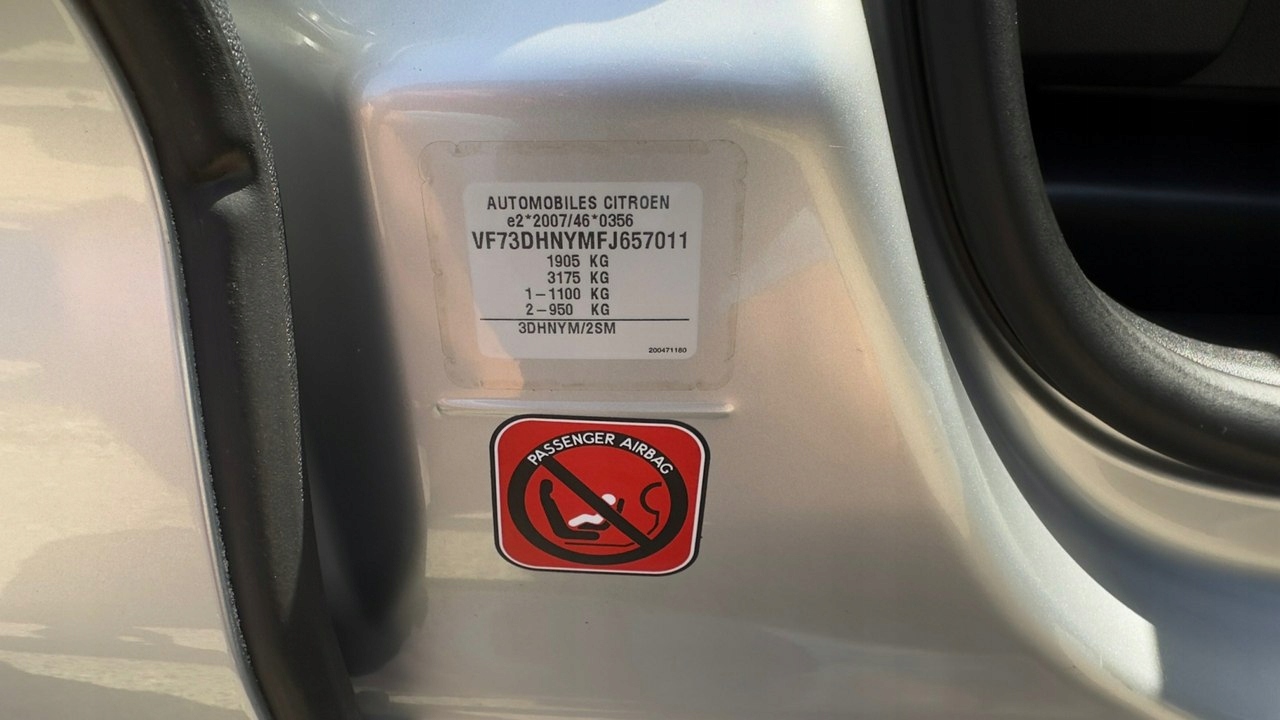 AUTOMOBILES CITROEN
e2*2007/46*0356
VF73DHNYMFJ657011
1905 KG
3175 KG
1-1100 KG
2-950 KG
3DHNYM/2SM
200471180
PASSENGER AIRBAG